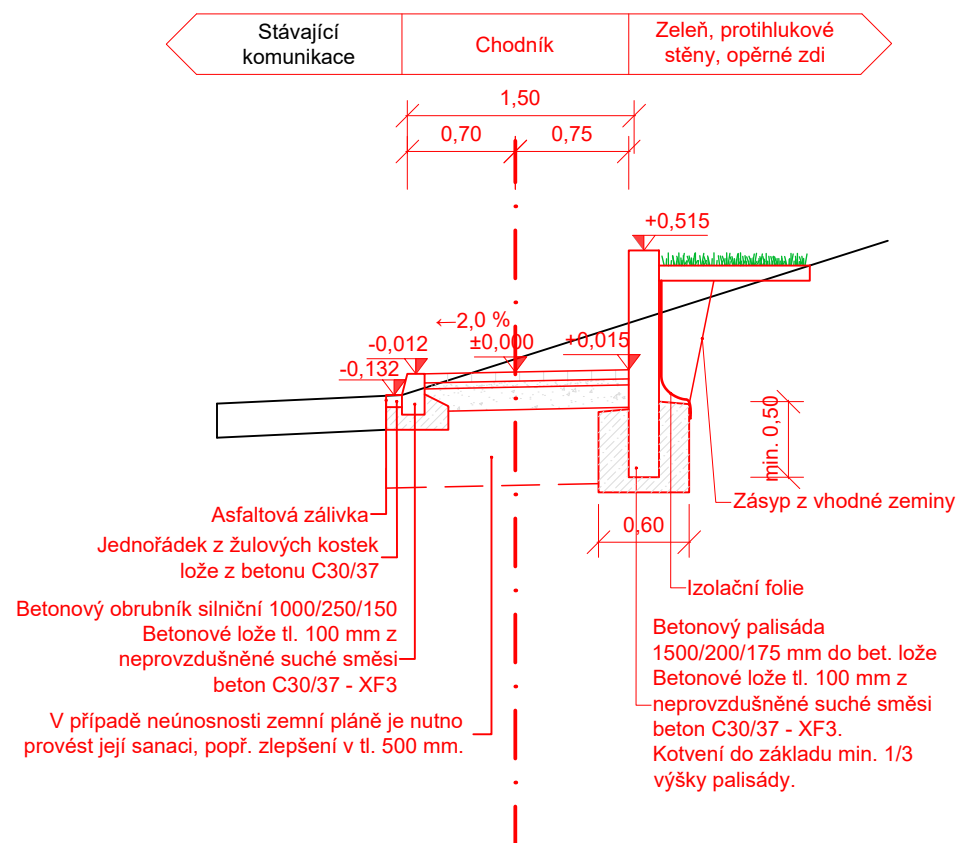 Stávající
komunikace
Chodník
Zeleň, protihlukové
stěny, opěrné zdi
1,50
0,70
0,75
+0,515
←2,0 %
-0,012
±0,000
+0,015
-0,132
min. 0,50
Zásyp z vhodné zeminy
Asfaltová zálivka
0,60
Jednořádek z žulových kostek
lože z betonu C30/37
Izolační folie
Betonový obrubník silniční 1000/250/150
Betonové lože tl. 100 mm z
neprovzdušněné suché směsi
beton C30/37 - XF3
Betonový palisáda
1500/200/175 mm do bet. lože
Betonové lože tl. 100 mm z
neprovzdušněné suché směsi
beton C30/37 - XF3.
Kotvení do základu min. 1/3
výšky palisády.
V případě neúnosnosti zemní pláně je nutno
provést její sanaci, popř. zlepšení v tl. 500 mm.